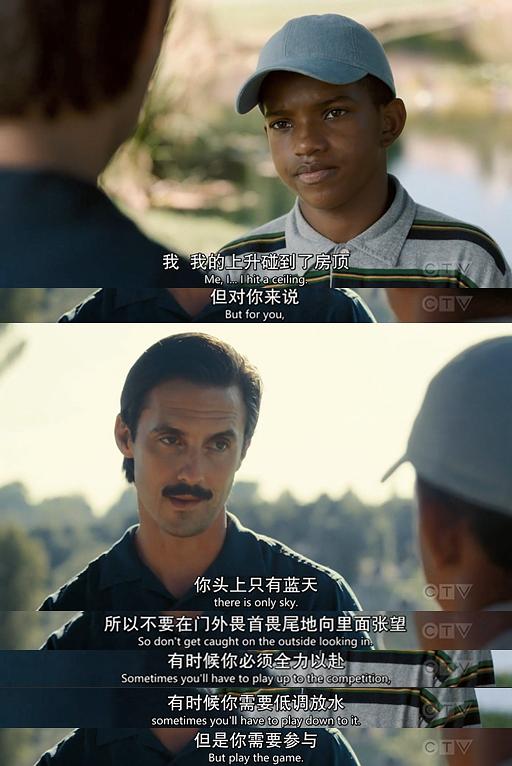 我 我的上升碰到了房顶
Me, I... I hit a ceiling.
CTV
但对你来说
But for you,
CTV
你头上只有蓝天
there is only sky.
CTV
所以不要在门外畏首畏尾地向里面张望
So don't get caught on the outside looking in.
CTV
有时候你必须全力以赴
Sometimes you'll have to play up to the competition,
CTV
有时候你需要低调放水
sometimes you'll have to play down to it.
CTV
但是你需要参与
But play the game.
CTV